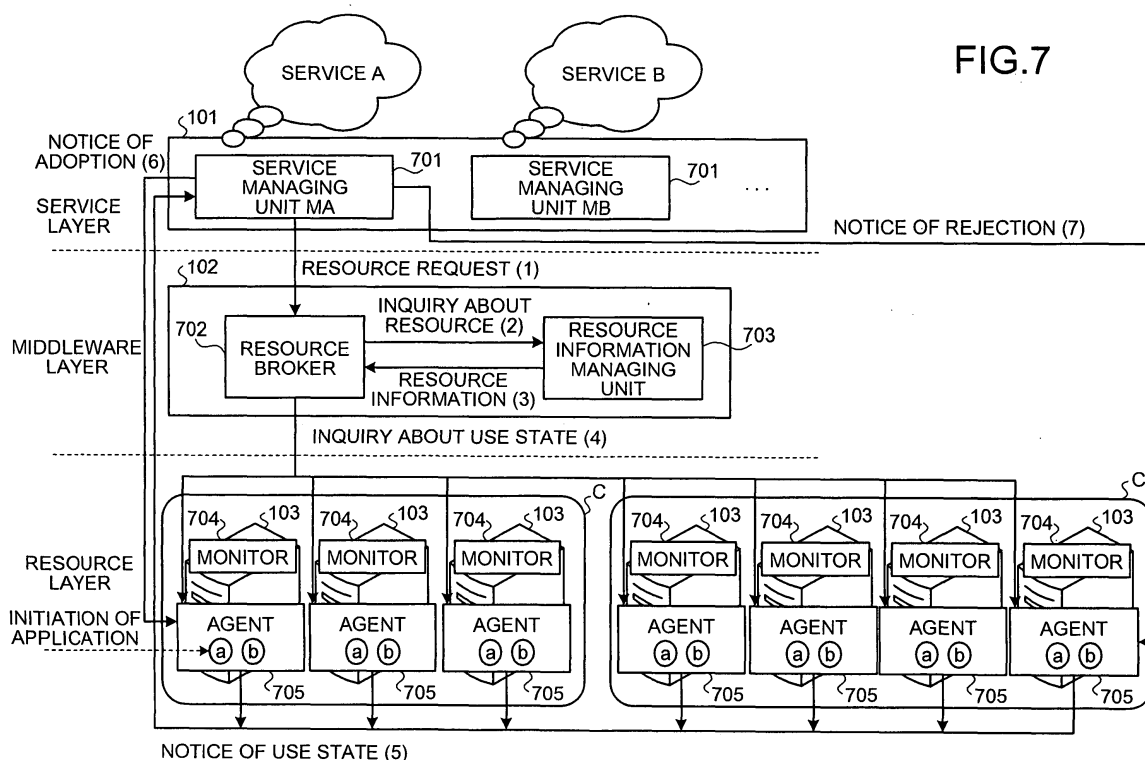 FIG.7
SERVICE A
SERVICE B
101
NOTICE OF
ADOPTION (6)
SERVICE
MANAGING
UNIT MA
701
SERVICE
MANAGING
UNIT MB
701
...
SERVICE
LAYER
NOTICE OF REJECTION (7)
RESOURCE REQUEST (1)
102
MIDDLEWARE
LAYER
702
RESOURCE
BROKER
INQUIRY ABOUT
RESOURCE (2)
RESOURCE
INFORMATION (3)
RESOURCE
INFORMATION
MANAGING
UNIT
703
INQUIRY ABOUT USE STATE (4)
C
C
704 103 704 103 704 103 704 103 704 103 704 103 704 103
MONITOR MONITOR MONITOR MONITOR MONITOR MONITOR MONITOR
RESOURCE
LAYER
INITIATION OF
APPLICATION
AGENT AGENT AGENT AGENT AGENT AGENT AGENT
a b a b a b a b a b a b a b
705 705 705 705 705 705 705
NOTICE OF USE STATE (5)